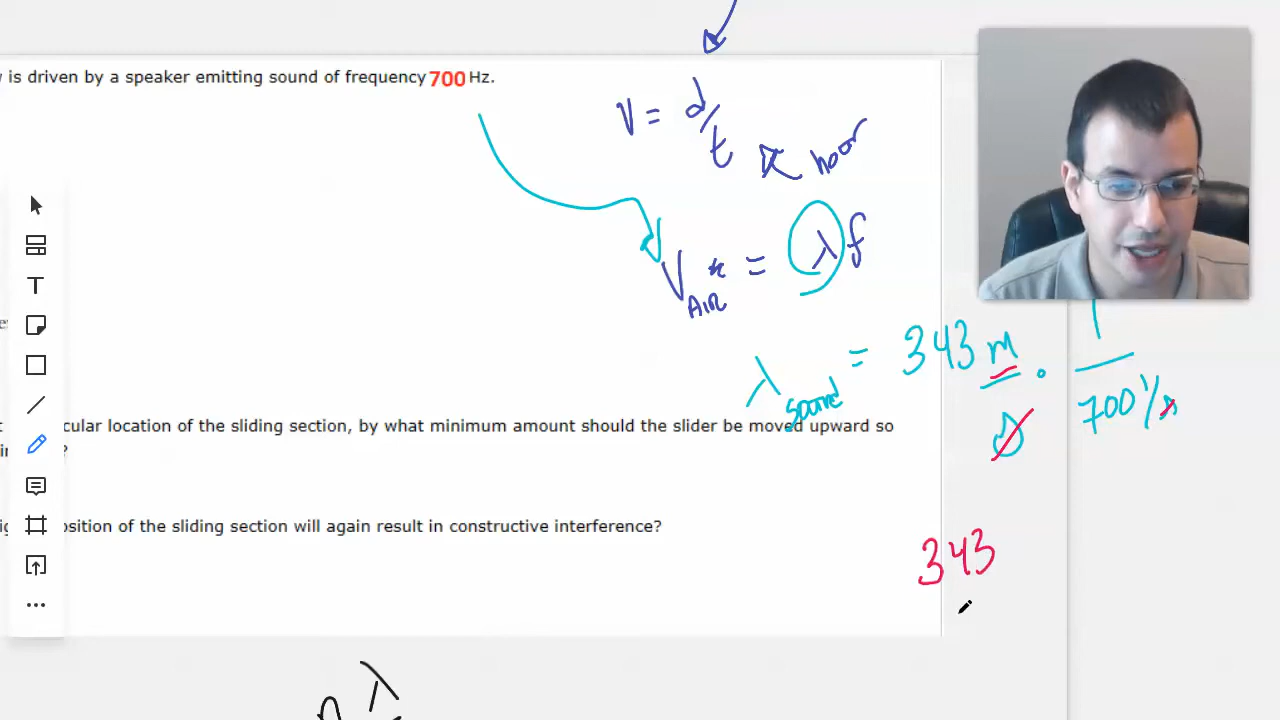 y is driven by a speaker emitting sound of frequency 700 Hz.
V = d/t
hoor
V AIR * = λf
λ sound = 343 m/s · 1/700 1/s
cular location of the sliding section, by what minimum amount should the slider be moved upward so
in ?
position of the sliding section will again result in constructive interference?
343
λ